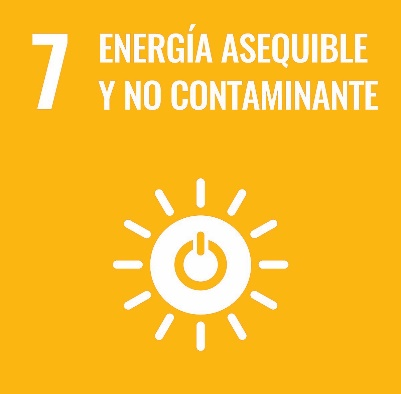 7 ENERGÍA ASEQUIBLE
Y NO CONTAMINANTE